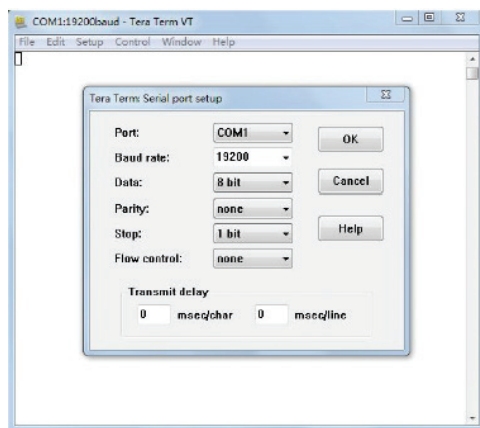 COM1:19200baud - Tera Term VT
File Edit Setup Control Window Help
Tera Term: Serial port setup
Port: COM1 OK
Baud rate: 19200
Data: 8 bit Cancel
Parity: none
Stop: 1 bit Help
Flow control: none
Transmit delay
0 msec/char 0 msec/line